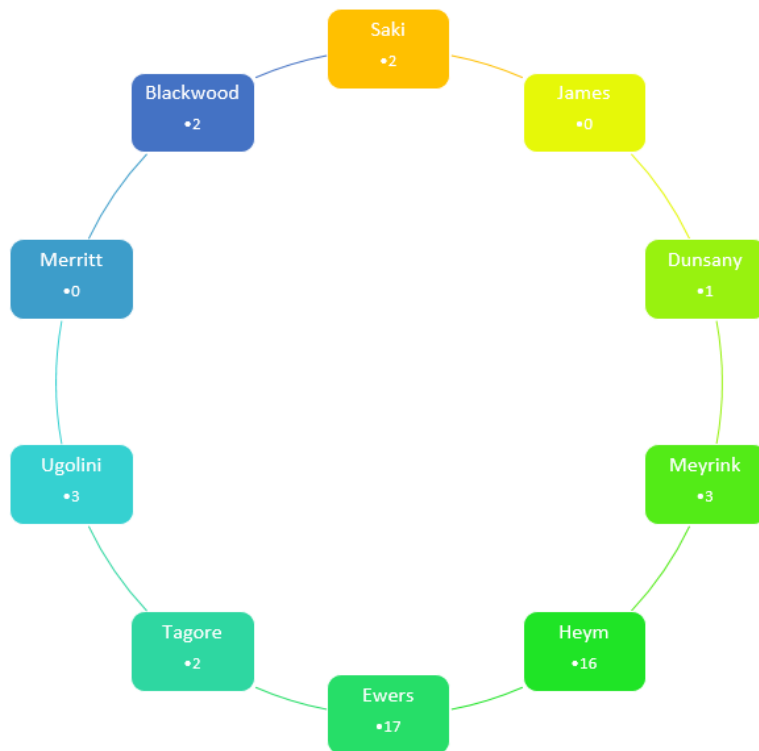 Saki
•2
James
•0
Dunsany
•1
Meyrink
•3
Heym
•16
Ewers
•17
Tagore
•2
Ugolini
•3
Merritt
•0
Blackwood
•2